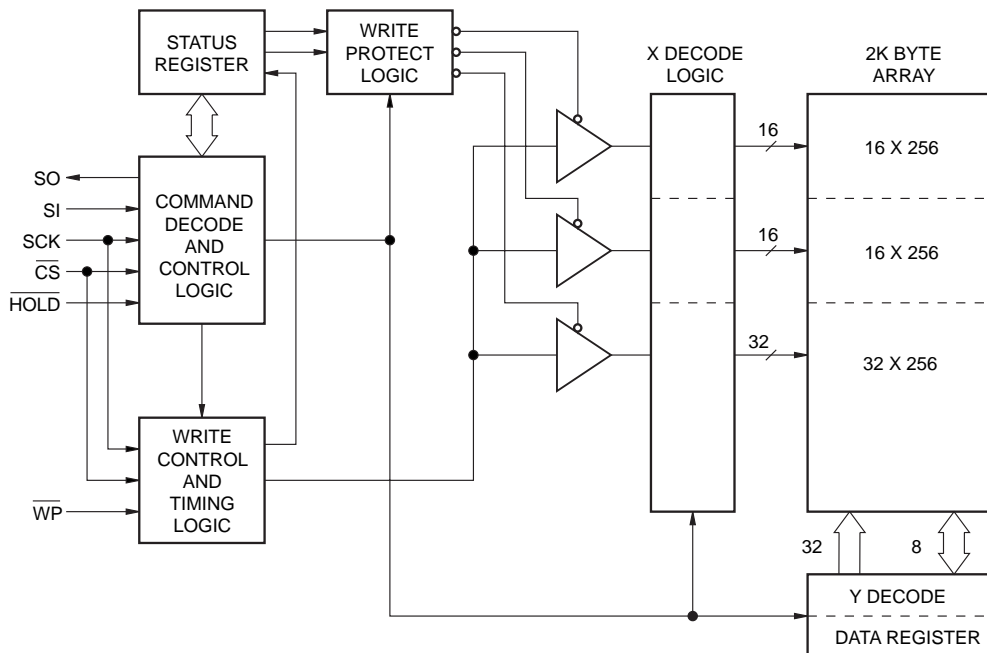 STATUS
REGISTER
WRITE
PROTECT
LOGIC
X DECODE
LOGIC
2K BYTE
ARRAY
16
16 X 256
SO
SI
SCK
CS
HOLD
COMMAND
DECODE
AND
CONTROL
LOGIC
16
16 X 256
32
32 X 256
WP
WRITE
CONTROL
AND
TIMING
LOGIC
32
8
Y DECODE
DATA REGISTER